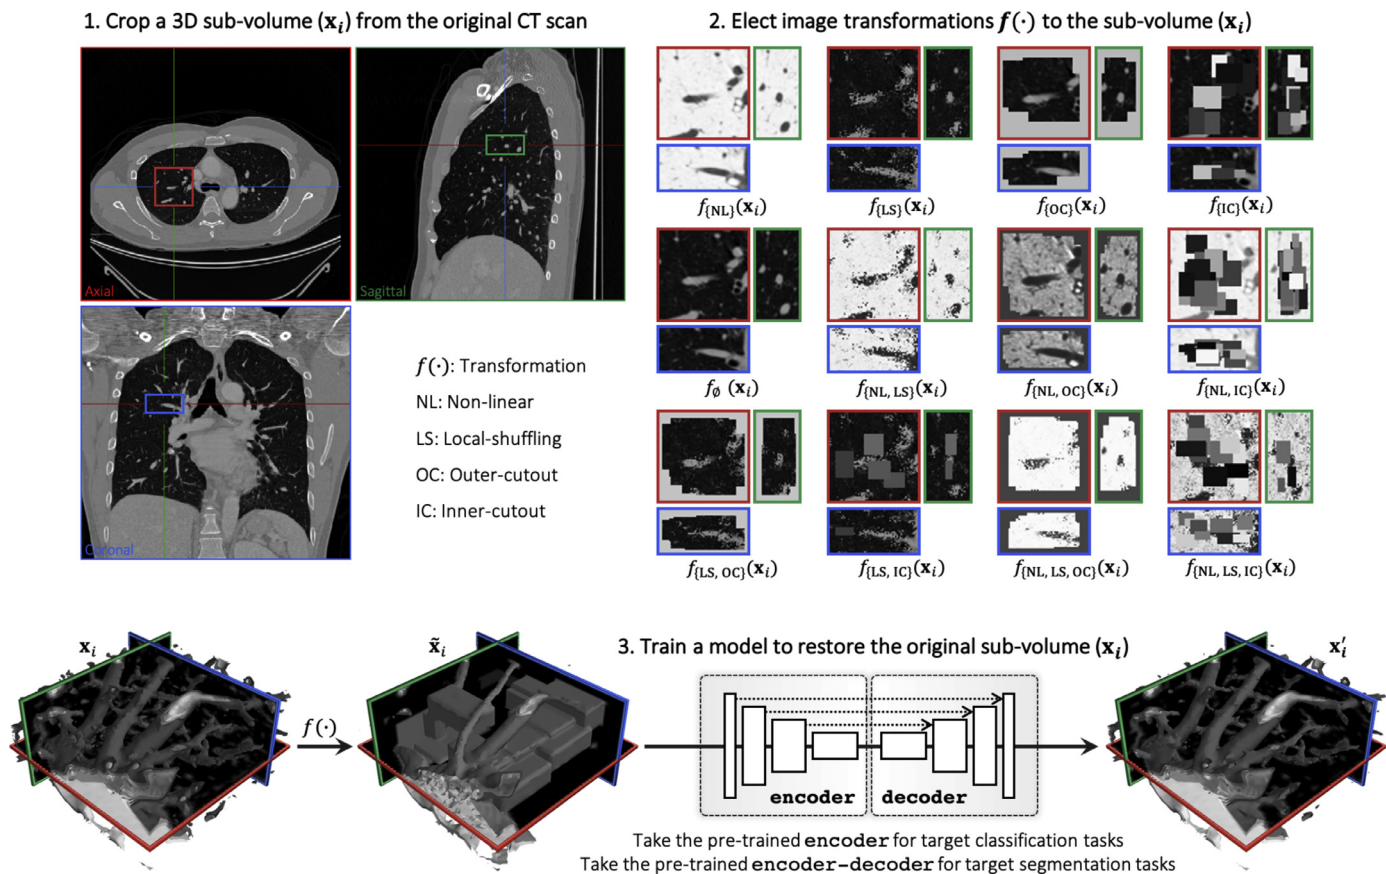 1. Crop a 3D sub-volume (𝐱ᵢ) from the original CT scan
Axial
Sagittal
Coronal
f(·): Transformation
NL: Non-linear
LS: Local-shuffling
OC: Outer-cutout
IC: Inner-cutout
2. Elect image transformations f(·) to the sub-volume (𝐱ᵢ)
f{NL}(𝐱ᵢ)
f{LS}(𝐱ᵢ)
f{OC}(𝐱ᵢ)
f{IC}(𝐱ᵢ)
f∅ (𝐱ᵢ)
f{NL, LS}(𝐱ᵢ)
f{NL, OC}(𝐱ᵢ)
f{NL, IC}(𝐱ᵢ)
f{LS, OC}(𝐱ᵢ)
f{LS, IC}(𝐱ᵢ)
f{NL, LS, OC}(𝐱ᵢ)
f{NL, LS, IC}(𝐱ᵢ)
𝐱ᵢ
f(·)
𝐱̃ᵢ
3. Train a model to restore the original sub-volume (𝐱ᵢ)
encoder
decoder
Take the pre-trained encoder for target classification tasks
Take the pre-trained encoder-decoder for target segmentation tasks
𝐱′ᵢ